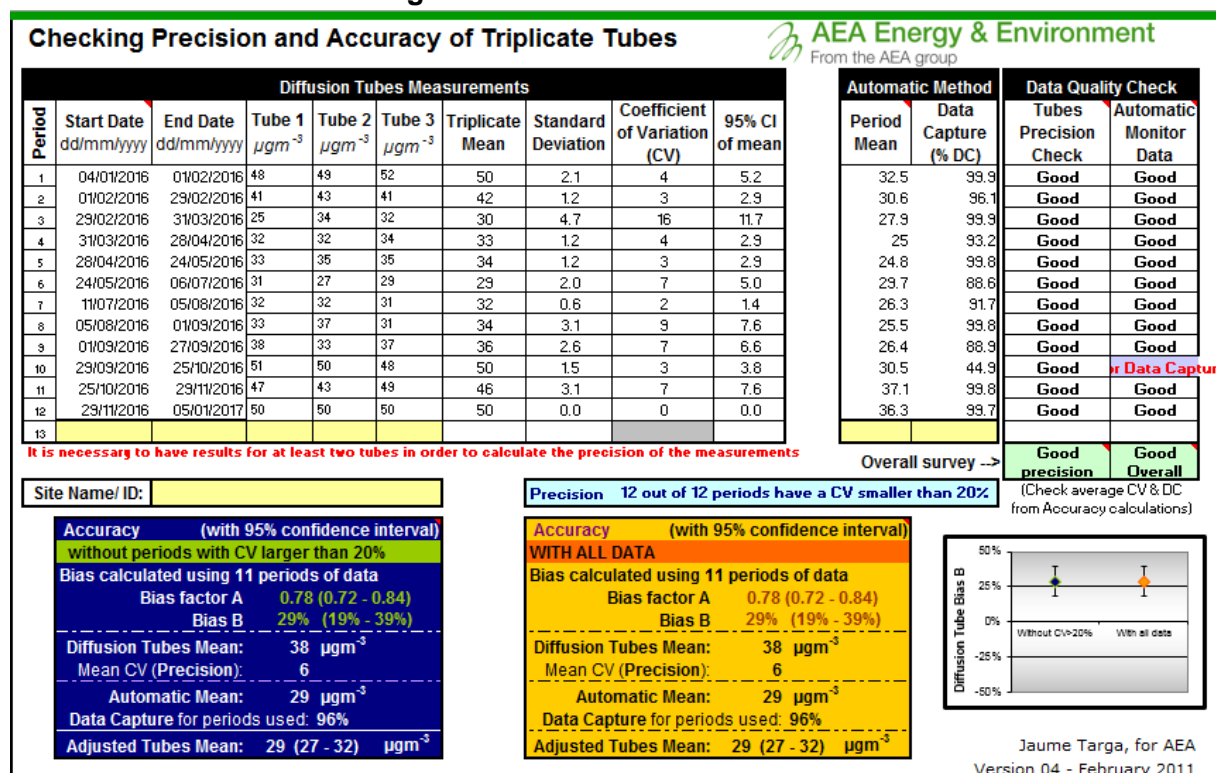 Checking Precision and Accuracy of Triplicate Tubes
AEA Energy & Environment
From the AEA group
Diffusion Tubes Measurements
Automatic Method
Data Quality Check
Period Start Date dd/mm/yyyy End Date dd/mm/yyyy Tube 1 µgm-3 Tube 2 µgm-3 Tube 3 µgm-3 Triplicate Mean Standard Deviation Coefficient of Variation (CV) 95% CI of mean Period Mean Data Capture (% DC) Tubes Precision Check Automatic Monitor Data
1 04/01/2016 01/02/2016 48 49 52 50 2.1 4 5.2 32.5 99.9 Good Good
2 01/02/2016 29/02/2016 41 43 41 42 1.2 3 2.9 30.6 96.1 Good Good
3 29/02/2016 31/03/2016 25 34 32 30 4.7 16 11.7 27.9 99.9 Good Good
4 31/03/2016 28/04/2016 32 32 34 33 1.2 4 2.9 25 93.2 Good Good
5 28/04/2016 24/05/2016 33 35 35 34 1.2 3 2.9 24.8 99.8 Good Good
6 24/05/2016 06/07/2016 31 27 29 29 2.0 7 5.0 29.7 88.6 Good Good
7 11/07/2016 05/08/2016 32 32 31 32 0.6 2 1.4 26.3 91.7 Good Good
8 05/08/2016 01/09/2016 33 37 31 34 3.1 9 7.6 25.5 99.8 Good Good
9 01/09/2016 27/09/2016 38 33 37 36 2.6 7 6.6 26.4 88.9 Good Good
10 29/09/2016 25/10/2016 51 50 48 50 1.5 3 3.8 30.5 44.9 Good r Data Captur
11 25/10/2016 29/11/2016 47 43 49 46 3.1 7 7.6 37.1 99.8 Good Good
12 29/11/2016 05/01/2017 50 50 50 50 0.0 0 0.0 36.3 99.7 Good Good
13
It is necessary to have results for at least two tubes in order to calculate the precision of the measurements
Overall survey --> Good precision Good Overall
(Check average CV & DC from Accuracy calculations)
Site Name/ ID:
Precision 12 out of 12 periods have a CV smaller than 20%
Accuracy (with 95% confidence interval)
without periods with CV larger than 20%
Bias calculated using 11 periods of data
Bias factor A 0.78 (0.72 - 0.84)
Bias B 29% (19% - 39%)
Diffusion Tubes Mean: 38 µgm-3
Mean CV (Precision): 6
Automatic Mean: 29 µgm-3
Data Capture for periods used: 96%
Adjusted Tubes Mean: 29 (27 - 32) µgm-3
Accuracy (with 95% confidence interval)
WITH ALL DATA
Bias calculated using 11 periods of data
Bias factor A 0.78 (0.72 - 0.84)
Bias B 29% (19% - 39%)
Diffusion Tubes Mean: 38 µgm-3
Mean CV (Precision): 6
Automatic Mean: 29 µgm-3
Data Capture for periods used: 96%
Adjusted Tubes Mean: 29 (27 - 32) µgm-3
Diffusion Tube Bias B
50%
25%
0%
-25%
-50%
Without CV>20%
With all data
Jaume Targa, for AEA
Version 04 - February 2011